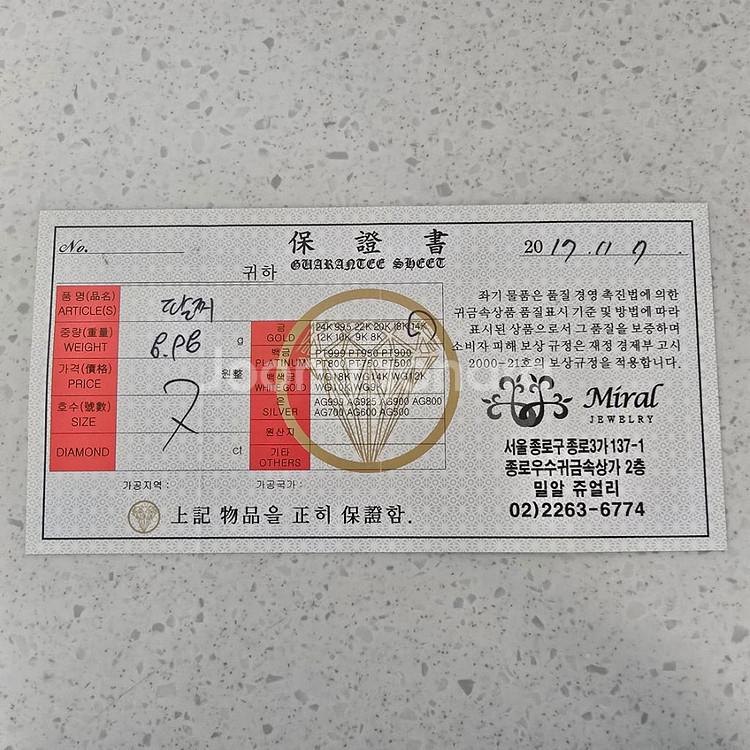 No.
保 證 書
GUARANTEE SHEET
귀하
2017. 11. 7.
품 명(品名)
ARTICLE(S)
팔찌
중량(重量)
WEIGHT
g
가격(價格)
PRICE
원整
호수(號數)
SIZE
DIAMOND
ct
금
GOLD
24K 995 22K 20K 18K 14K
12K 10K 9K 8K
백금
PLATINUM
PT999 PT950 PT900
PT800 PT750 PT500
백색금
WHITEGOLD
WG18K WG14K WG12K
WG10K WG9K
은
SILVER
AG999 AG925 AG900 AG800
AG700 AG600 AG500
원산지
기타
OTHERS
가공지역 :
가공국가 :
上記 物品을 正히 保證함.
좌기 물품은 품질 경영 촉진법에 의한
귀금속상품 품질표시 기준 및 방법에 따라
표시된 상품으로서 그 품질을 보증하며
소비자 피해 보상 규정은 재정 경제부 고시
2000-21호의 보상규정을 적용합니다.
Miral
JEWELRY
서울 종로구 종로3가 137-1
종로우수귀금속상가 2층
밀알 쥬얼리
02)2263-6774